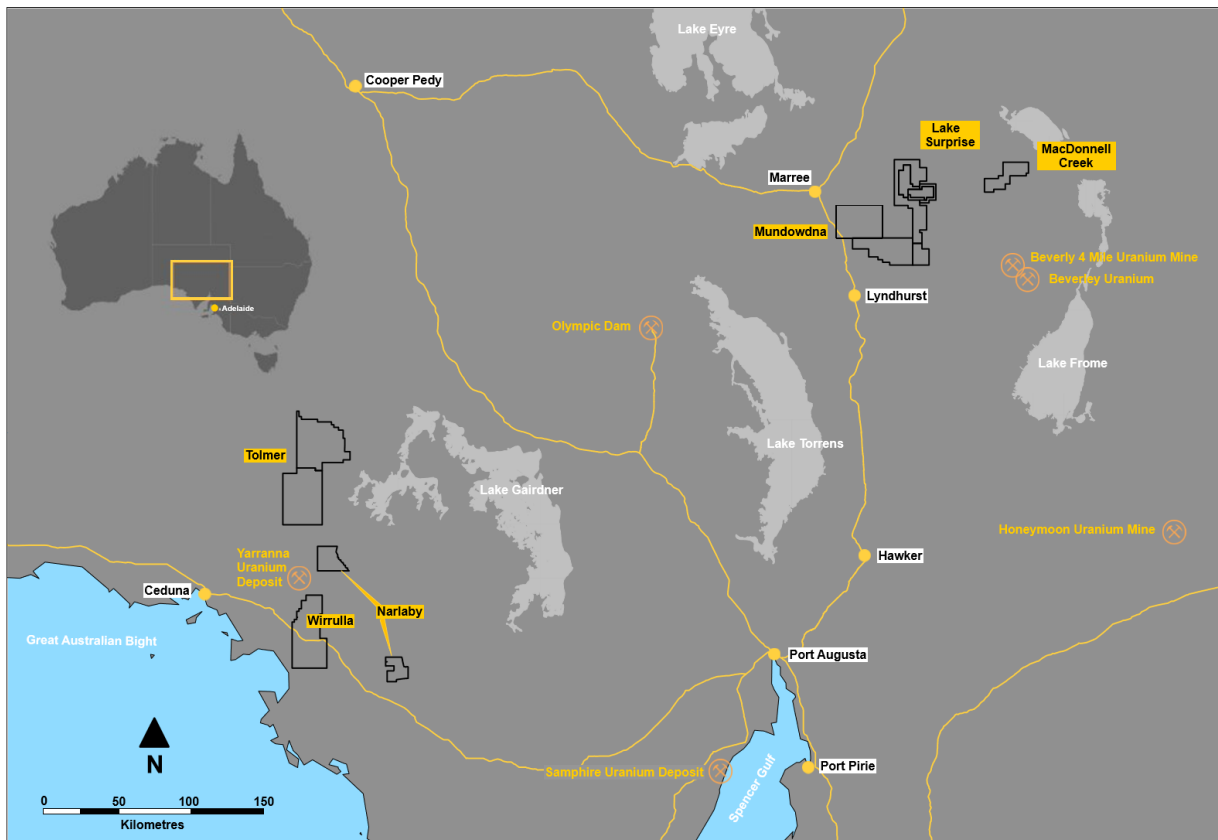 Lake Eyre
Cooper Pedy
Lake
Surprise
MacDonnell
Creek
Marree
Mundowdna
Beverly 4 Mile Uranium Mine
Beverley Uranium
Lyndhurst
Adelaide
Olympic Dam
Lake Frome
Lake Torrens
Tolmer
Lake Gairdner
Honeymoon Uranium Mine
Yarranna
Uranium
Deposit
Hawker
Ceduna
Narlaby
Wirrulla
Great Australian Bight
Port Augusta
N
Samphire Uranium Deposit
Port Pirie
Spencer Gulf
0 50 100 150
Kilometres